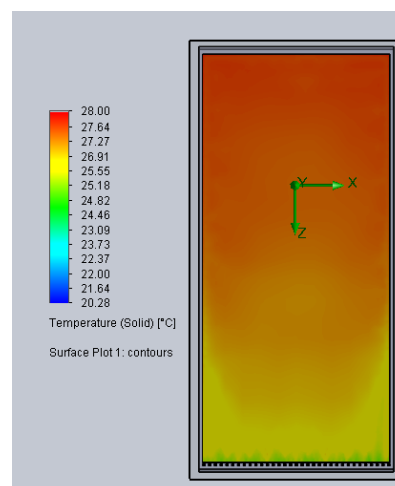 28.00
27.64
27.27
26.91
25.55
25.18
24.82
24.46
23.09
23.73
22.37
22.00
21.64
20.28
Temperature (Solid) [°C]
Surface Plot 1: contours
Y
X
Z